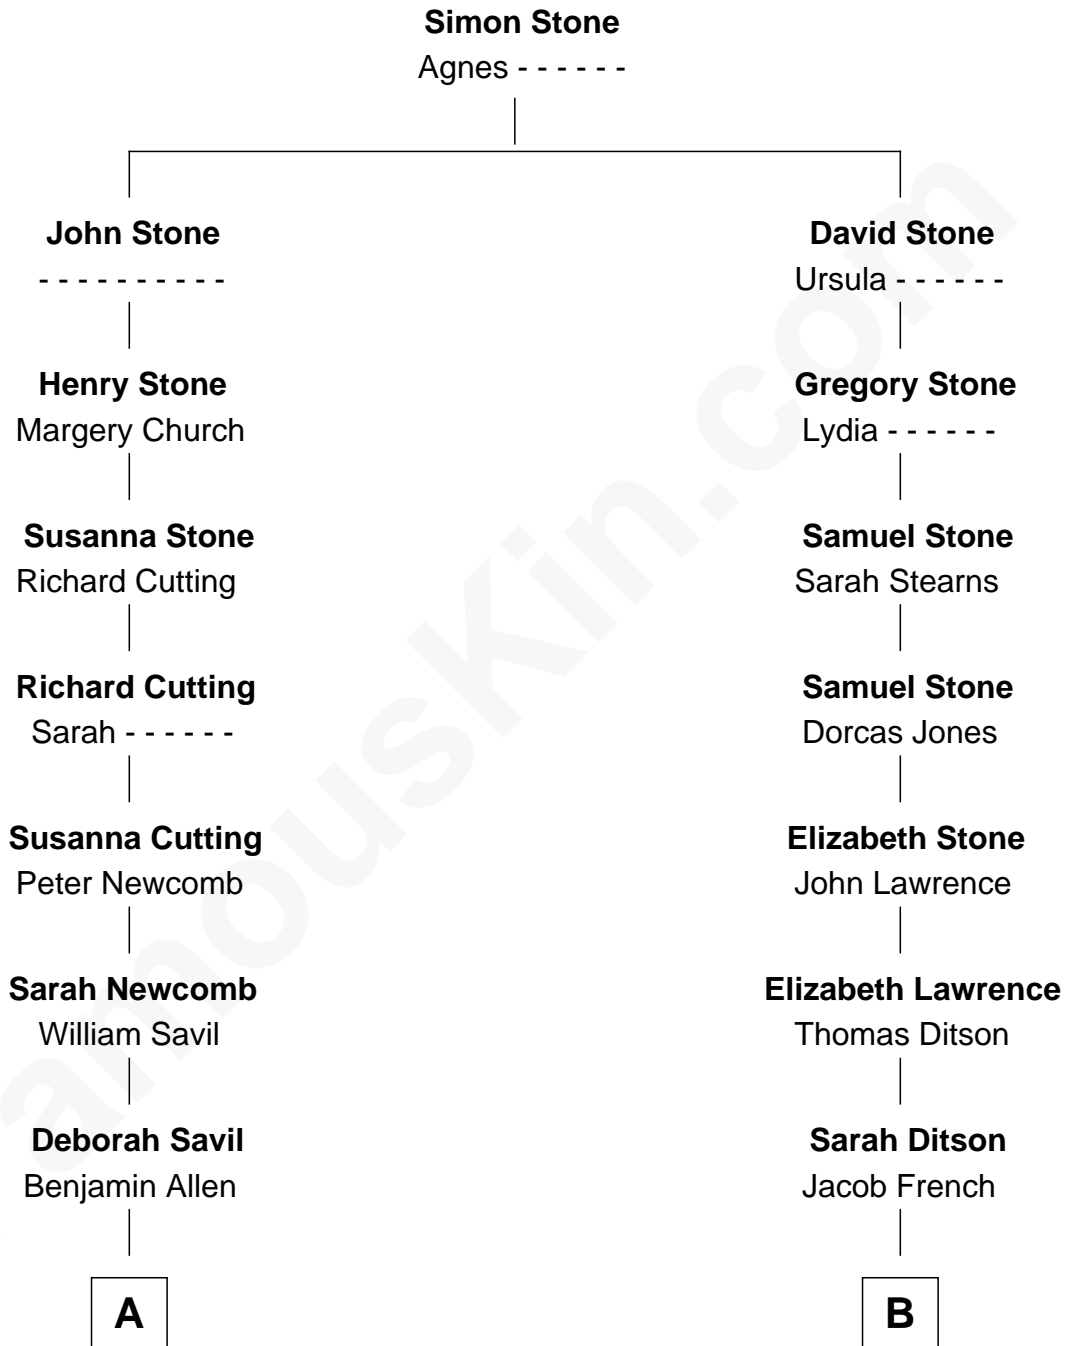 Simon Stone
Agnes - - - - - -
John Stone
- - - - - - - - - -
Henry Stone
Margery Church
Susanna Stone
Richard Cutting
Richard Cutting
Sarah - - - - - -
Susanna Cutting
Peter Newcomb
Sarah Newcomb
William Savil
Deborah Savil
Benjamin Allen
A
David Stone
Ursula - - - - - -
Gregory Stone
Lydia - - - - - -
Samuel Stone
Sarah Stearns
Samuel Stone
Dorcas Jones
Elizabeth Stone
John Lawrence
Elizabeth Lawrence
Thomas Ditson
Sarah Ditson
Jacob French
B
amouskin.com